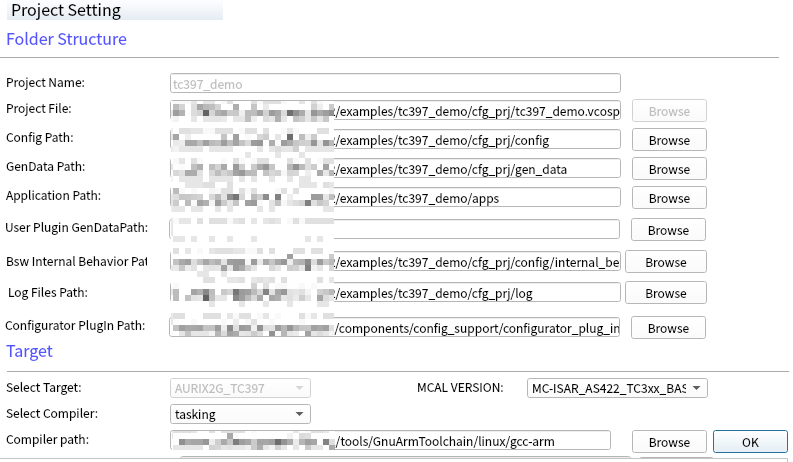 Project Setting
Folder Structure
Project Name: tc397_demo
Project File: /examples/tc397_demo/cfg_prj/tc397_demo.vcosp Browse
Config Path: /examples/tc397_demo/cfg_prj/config Browse
GenData Path: /examples/tc397_demo/cfg_prj/gen_data Browse
Application Path: /examples/tc397_demo/apps Browse
User Plugin GenDataPath: Browse
Bsw Internal Behavior Pat /examples/tc397_demo/cfg_prj/config/internal_be Browse
Log Files Path: /examples/tc397_demo/cfg_prj/log Browse
Configurator PlugIn Path: /components/config_support/configurator_plug_in Browse
Target
Select Target: AURIX2G_TC397 MCAL VERSION: MC-ISAR_AS422_TC3xx_BAS
Select Compiler: tasking
Compiler path: /tools/GnuArmToolchain/linux/gcc-arm Browse OK